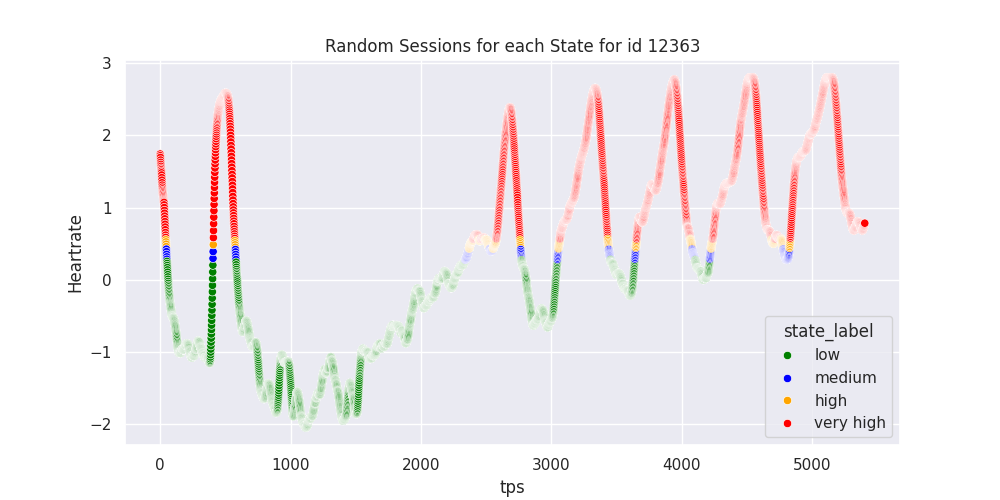 Random Sessions for each State for id 12363
Heartrate
3
2
1
0
−1
−2
0 1000 2000 3000 4000 5000
tps
state_label
low
medium
high
very high